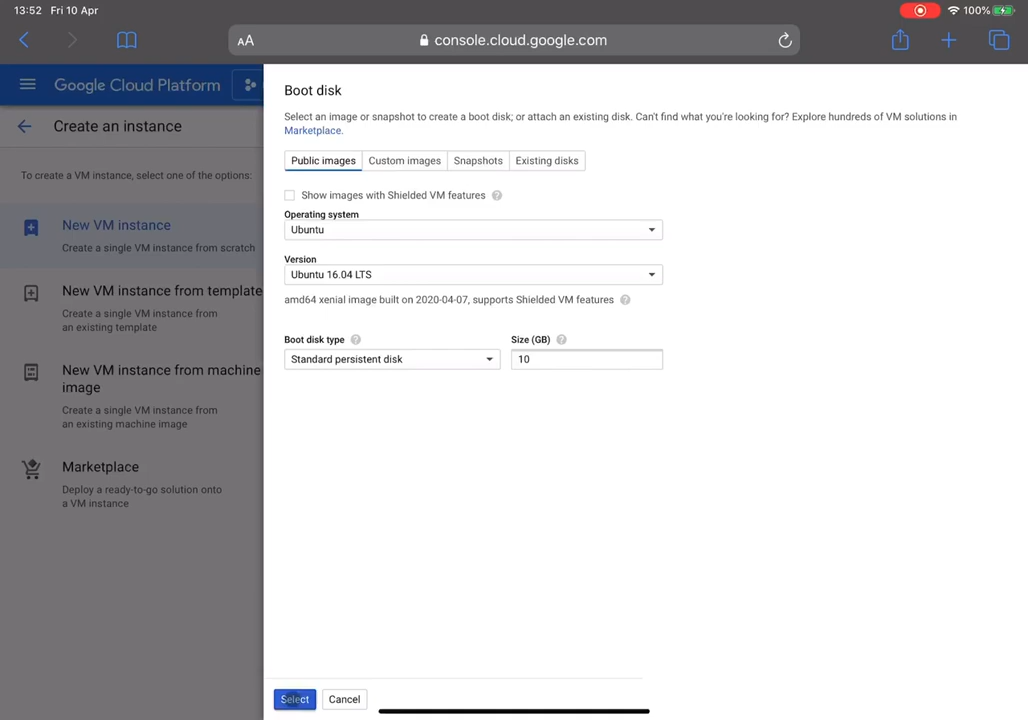 13:52 Fri 10 Apr
100%
AA
console.cloud.google.com
Google Cloud Platform
Create an instance
To create a VM instance, select one of the options:
New VM instance
Create a single VM instance from scratch
New VM instance from template
Create a single VM instance from
an existing template
New VM instance from machine
image
Create a single VM instance from
an existing machine image
Marketplace
Deploy a ready-to-go solution onto
a VM instance
Boot disk
Select an image or snapshot to create a boot disk; or attach an existing disk. Can't find what you're looking for? Explore hundreds of VM solutions in
Marketplace.
Public images Custom images Snapshots Existing disks
Show images with Shielded VM features ?
Operating system
Ubuntu
Version
Ubuntu 16.04 LTS
amd64 xenial image built on 2020-04-07, supports Shielded VM features ?
Boot disk type ? Size (GB) ?
Standard persistent disk 10
Select Cancel